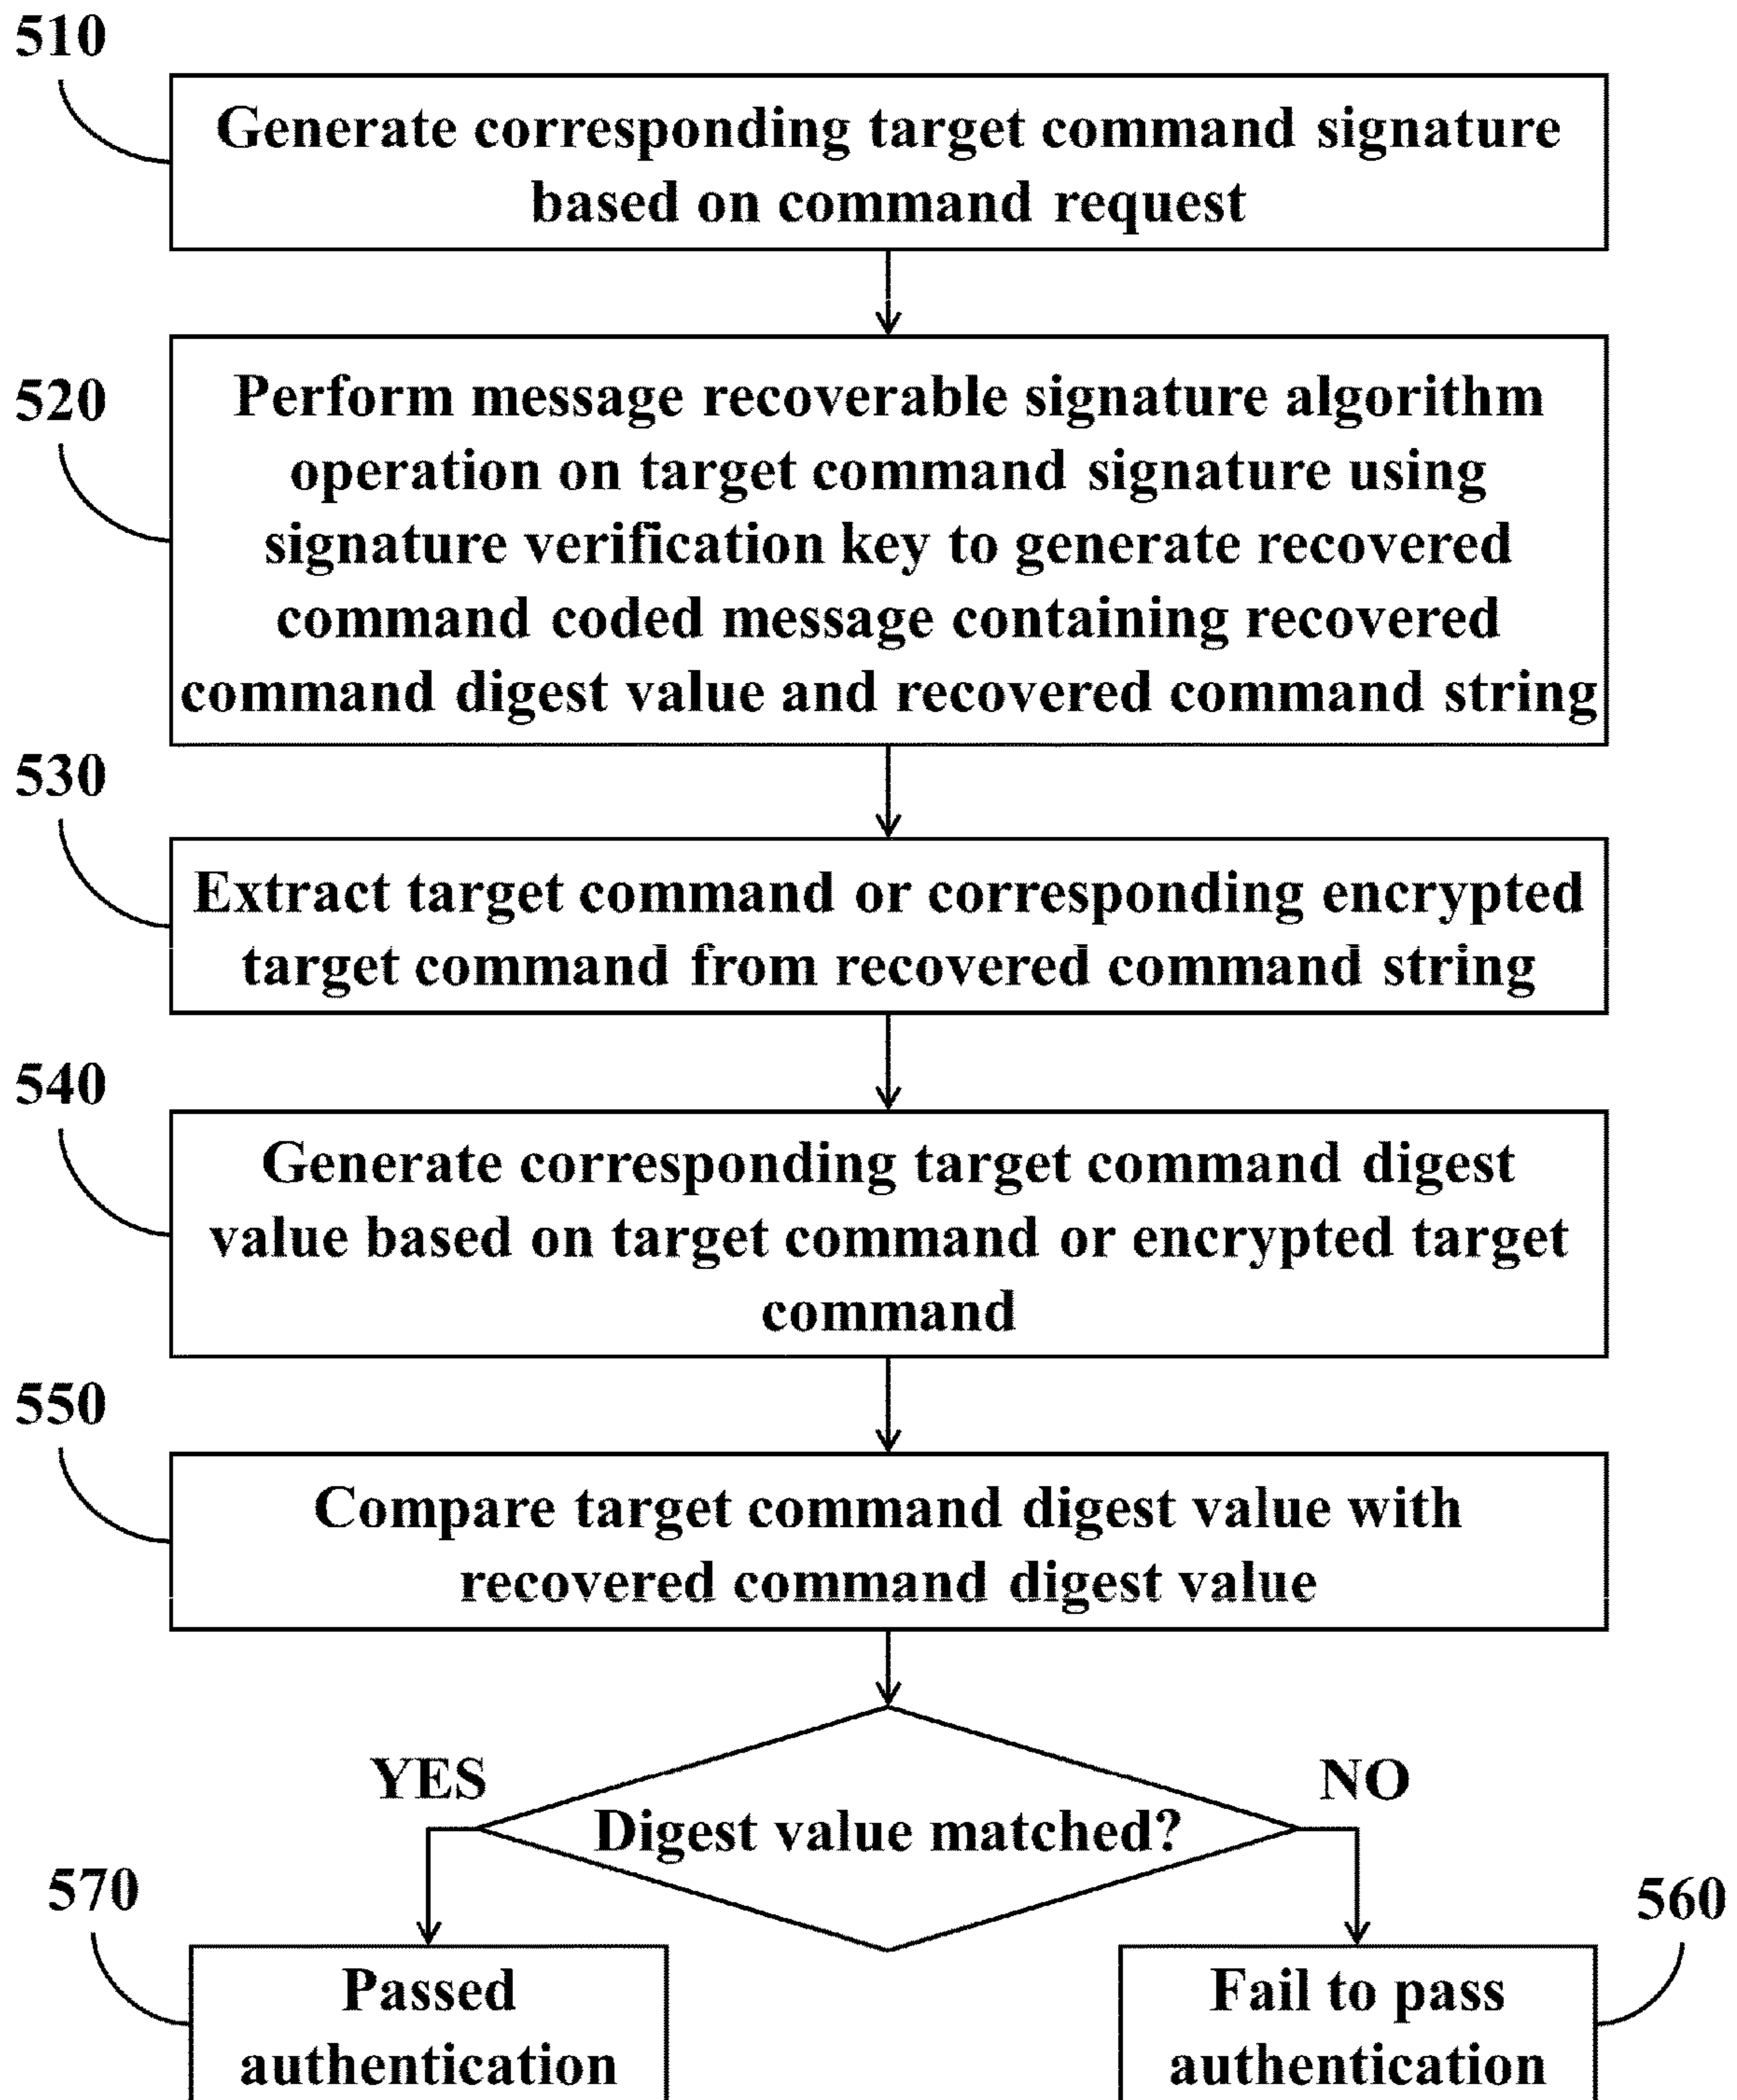 510
Generate corresponding target command signature
based on command request
520
Perform message recoverable signature algorithm
operation on target command signature using
signature verification key to generate recovered
command coded message containing recovered
command digest value and recovered command string
530
Extract target command or corresponding encrypted
target command from recovered command string
540
Generate corresponding target command digest
value based on target command or encrypted target
command
550
Compare target command digest value with
recovered command digest value
YES
NO
Digest value matched?
570
560
Passed
authentication
Fail to pass
authentication